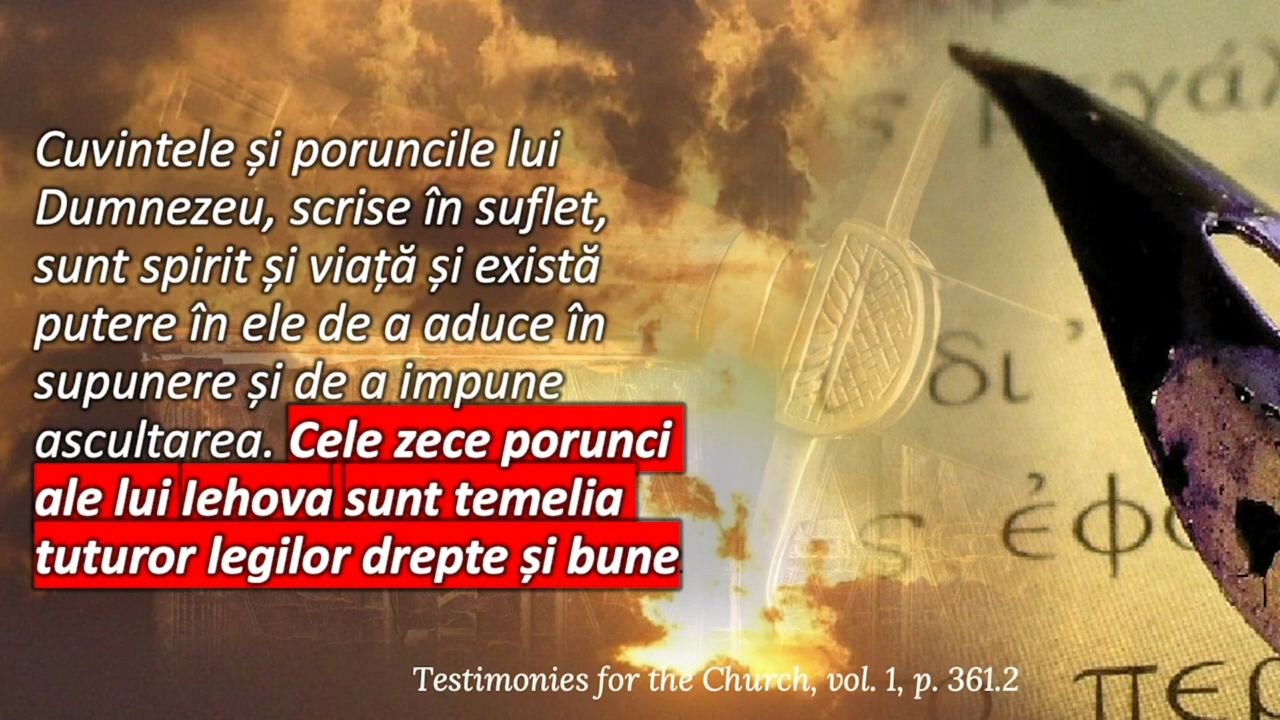 Cuvintele și poruncile lui
Dumnezeu, scrise în suflet,
sunt spirit și viață și există
putere în ele de a aduce în
supunere și de a impune
ascultarea. Cele zece porunci
ale lui Iehova sunt temelia
tuturor legilor drepte și bune.
Testimonies for the Church, vol. 1, p. 361.2
δι ’